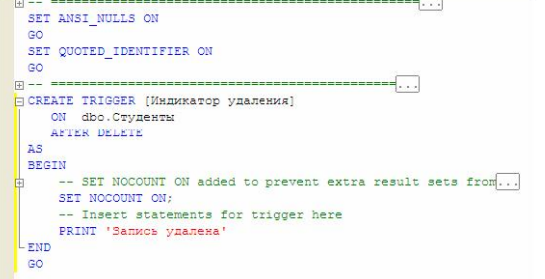 -- =============================================...
SET ANSI_NULLS ON
GO
SET QUOTED_IDENTIFIER ON
GO
-- ==========================================...
CREATE TRIGGER [Индикатор удаления]
ON dbo.Студенты
AFTER DELETE
AS
BEGIN
-- SET NOCOUNT ON added to prevent extra result sets from...
SET NOCOUNT ON;
-- Insert statements for trigger here
PRINT 'Запись удалена'
END
GO